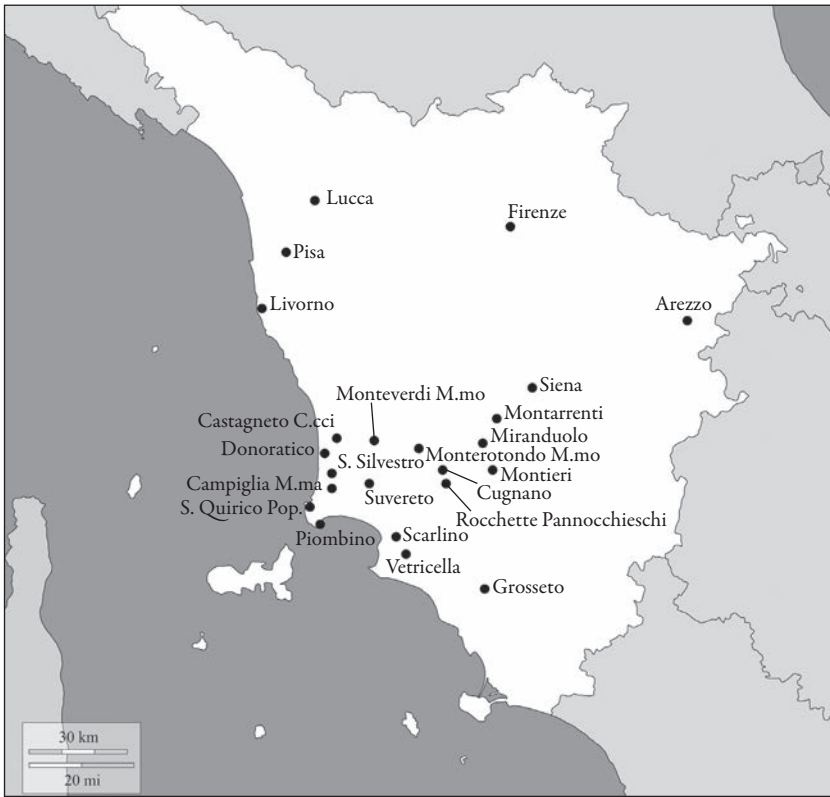 Lucca
Firenze
Pisa
Livorno
Arezzo
Siena
Monteverdi M.mo
Montarrenti
Castagneto C.cci
Miranduolo
Donoratico
Monterotondo M.mo
S. Silvestro
Montieri
Campiglia M.ma
Suvereto
Cugnano
S. Quirico Pop.
Rocchette Pannocchieschi
Piombino
Scarlino
Vetricella
Grosseto
30 km
20 mi